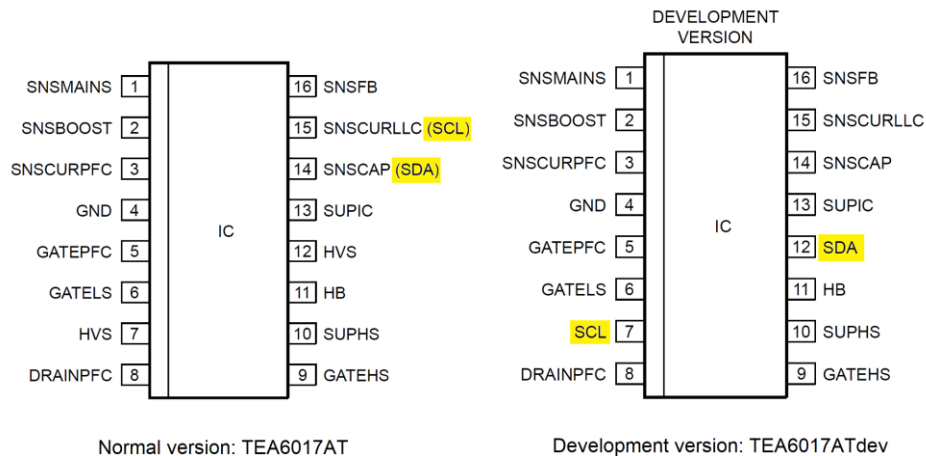 DEVELOPMENT
VERSION
SNSMAINS 1 16 SNSFB
SNSBOOST 2 15 SNSCURLLC (SCL)
SNSCURPFC 3 14 SNSCAP (SDA)
GND 4 13 SUPIC
IC
GATEPFC 5 12 HVS
GATELS 6 11 HB
HVS 7 10 SUPHS
DRAINPFC 8 9 GATEHS
Normal version: TEA6017AT
SNSMAINS 1 16 SNSFB
SNSBOOST 2 15 SNSCURLLC
SNSCURPFC 3 14 SNSCAP
GND 4 13 SUPIC
IC
GATEPFC 5 12 SDA
GATELS 6 11 HB
SCL 7 10 SUPHS
DRAINPFC 8 9 GATEHS
Development version: TEA6017ATdev